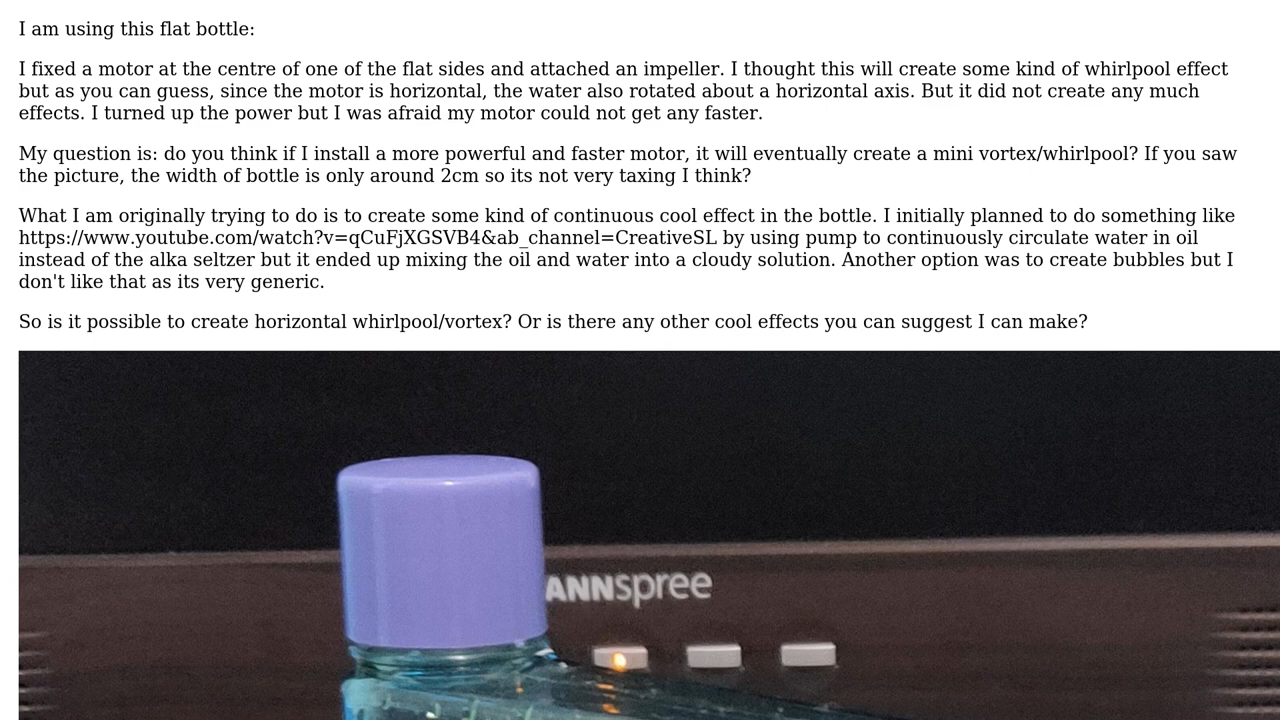 I am using this flat bottle:
I fixed a motor at the centre of one of the flat sides and attached an impeller. I thought this will create some kind of whirlpool effect
but as you can guess, since the motor is horizontal, the water also rotated about a horizontal axis. But it did not create any much
effects. I turned up the power but I was afraid my motor could not get any faster.
My question is: do you think if I install a more powerful and faster motor, it will eventually create a mini vortex/whirlpool? If you saw
the picture, the width of bottle is only around 2cm so its not very taxing I think?
What I am originally trying to do is to create some kind of continuous cool effect in the bottle. I initially planned to do something like
https://www.youtube.com/watch?v=qCuFjXGSVB4&ab_channel=CreativeSL by using pump to continuously circulate water in oil
instead of the alka seltzer but it ended up mixing the oil and water into a cloudy solution. Another option was to create bubbles but I
don't like that as its very generic.
So is it possible to create horizontal whirlpool/vortex? Or is there any other cool effects you can suggest I can make?
ANNspree